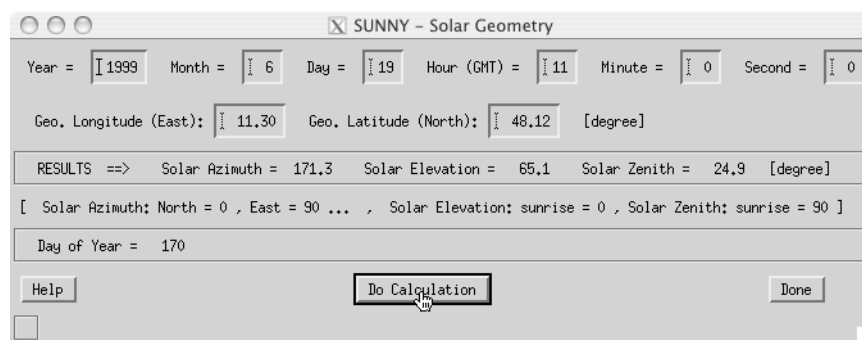 SUNNY – Solar Geometry
Year = 1999 Month = 6 Day = 19 Hour (GMT) = 11 Minute = 0 Second = 0
Geo. Longitude (East): 11.30 Geo. Latitude (North): 48.12 [degree]
RESULTS ==> Solar Azimuth = 171.3 Solar Elevation = 65.1 Solar Zenith = 24.9 [degree]
[ Solar Azimuth: North = 0 , East = 90 ... , Solar Elevation: sunrise = 0 , Solar Zenith: sunrise = 90 ]
Day of Year = 170
Help Do Calculation Done